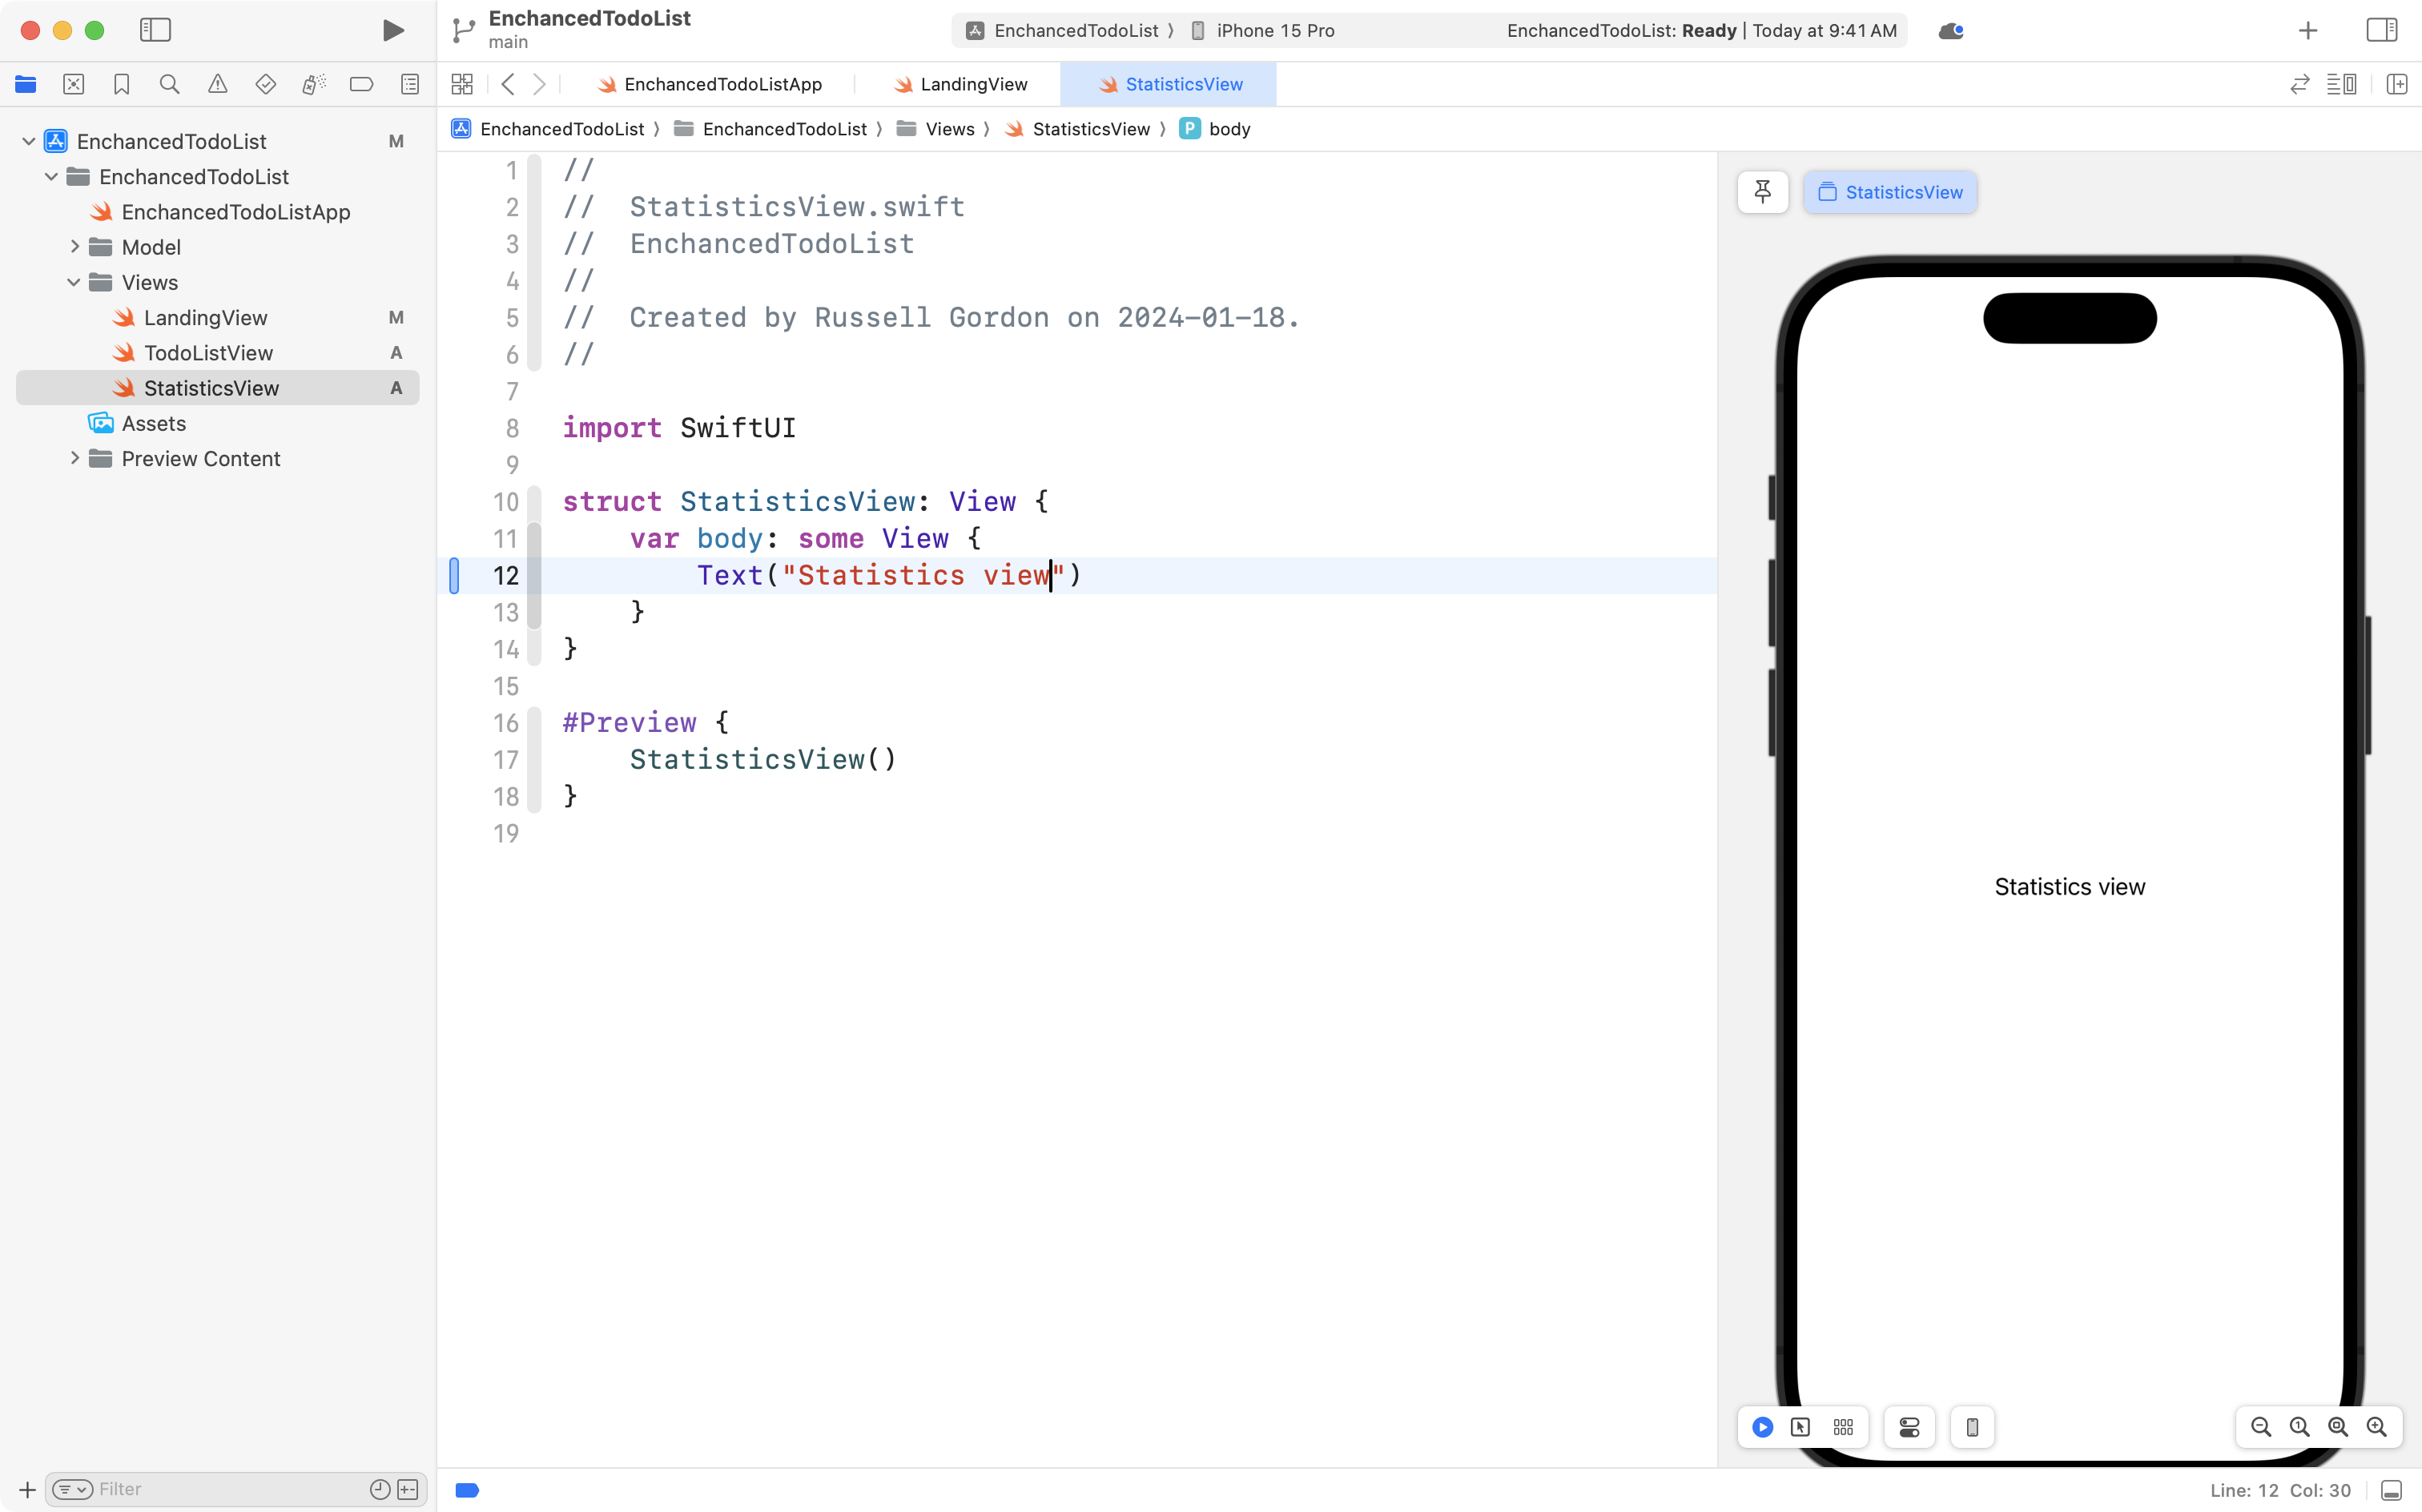 EnchancedTodoList
main
EnchancedTodoList iPhone 15 Pro
EnchancedTodoList: Ready | Today at 9:41 AM
EnchancedTodoListApp
LandingView
StatisticsView
EnchancedTodoList EnchancedTodoList Views StatisticsView P body
EnchancedTodoList M
EnchancedTodoList
EnchancedTodoListApp
Model
Views
LandingView M
TodoListView A
StatisticsView A
Assets
Preview Content
Filter
1 //
2 //  StatisticsView.swift
3 //  EnchancedTodoList
4 //
5 //  Created by Russell Gordon on 2024-01-18.
6 //
7
8 import SwiftUI
9
10 struct StatisticsView: View {
11     var body: some View {
12         Text("Statistics view")
13     }
14 }
15
16 #Preview {
17     StatisticsView()
18 }
19
StatisticsView
Statistics view
Line: 12 Col: 30